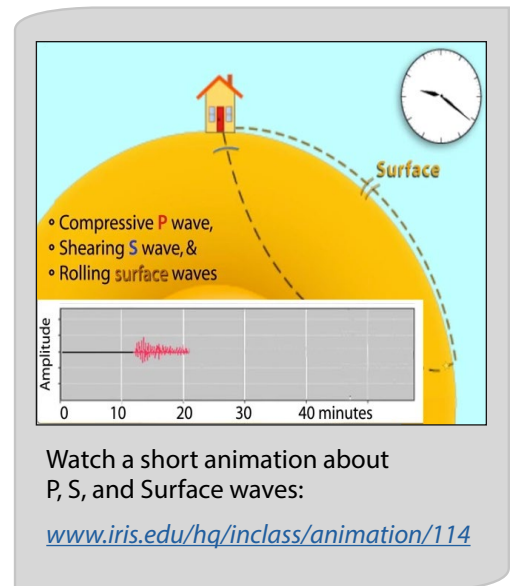 Surface
∘ Compressive P wave,
∘ Shearing S wave, &
∘ Rolling surface waves
Amplitude
0 10 20 30 40 minutes
Watch a short animation about
P, S, and Surface waves:
www.iris.edu/hq/inclass/animation/114